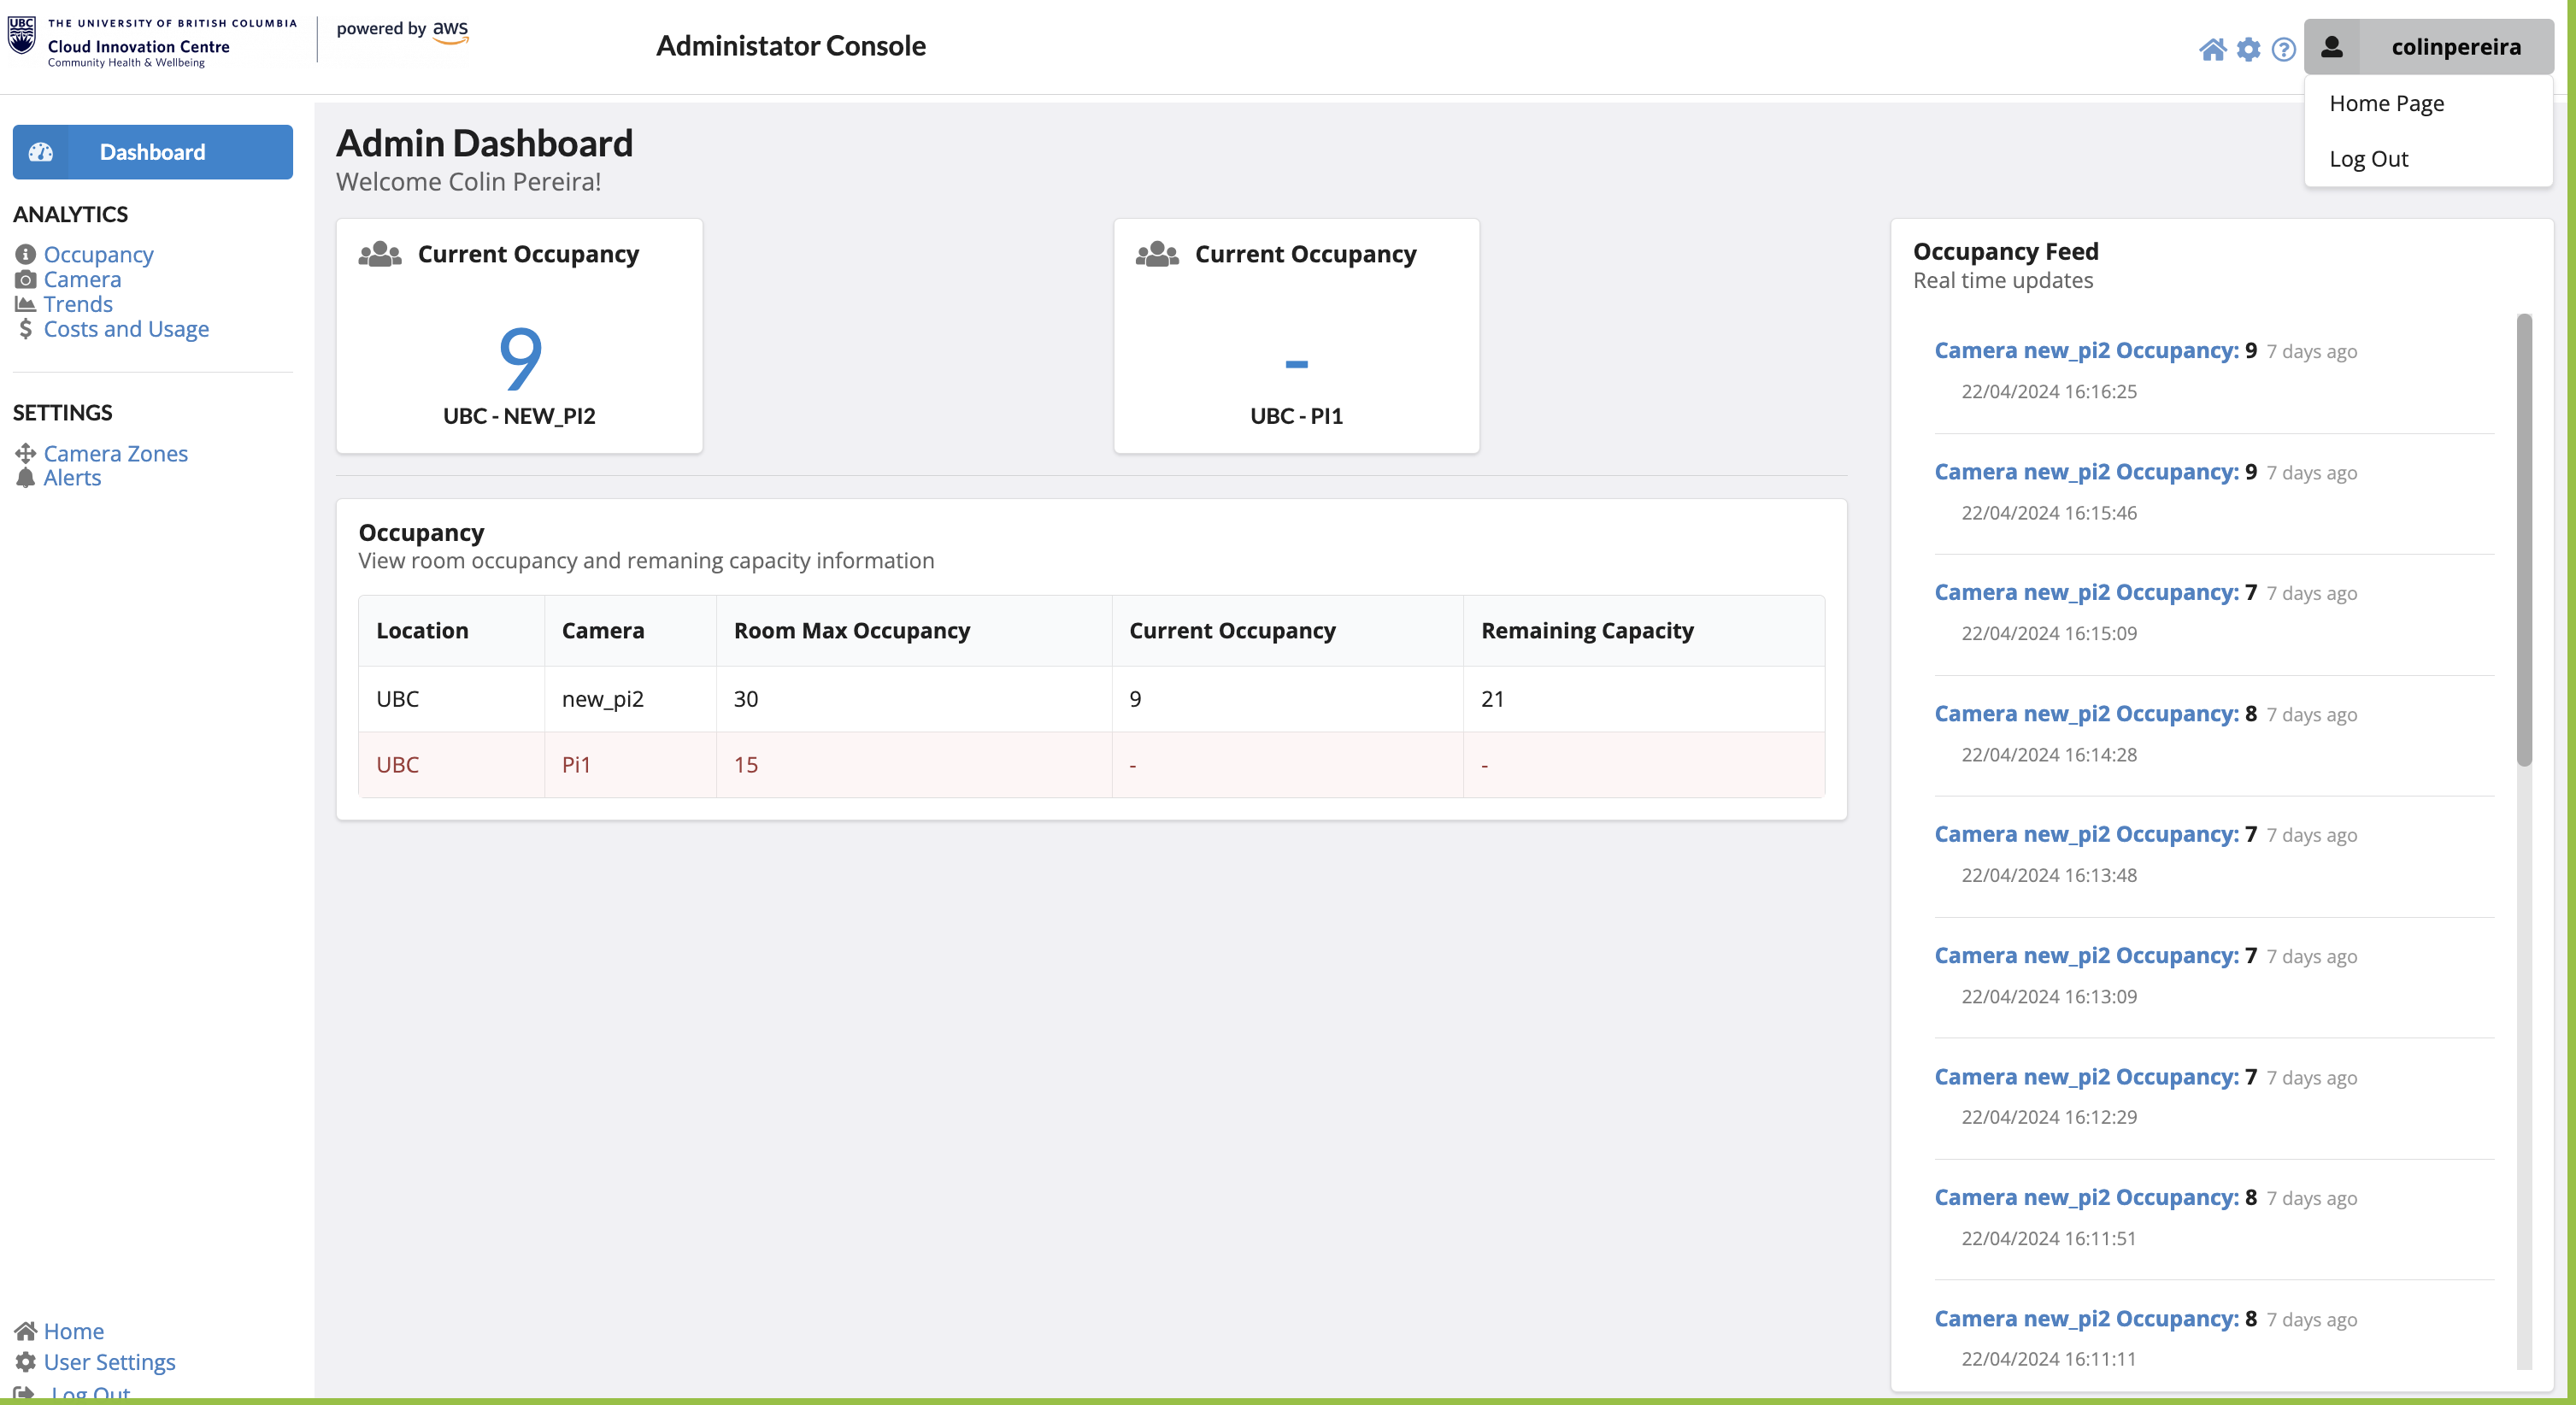 UBC
THE UNIVERSITY OF BRITISH COLUMBIA
Cloud Innovation Centre
Community Health & Wellbeing
powered by aws
Administator Console
colinpereira
Home Page
Log Out
Dashboard
ANALYTICS
Occupancy
Camera
Trends
Costs and Usage
SETTINGS
Camera Zones
Alerts
Home
User Settings
Log Out
Admin Dashboard
Welcome Colin Pereira!
Current Occupancy
9
UBC - NEW_PI2
Current Occupancy
-
UBC - PI1
Occupancy
View room occupancy and remaning capacity information
Location Camera Room Max Occupancy Current Occupancy Remaining Capacity
UBC new_pi2 30 9 21
UBC Pi1 15 - -
Occupancy Feed
Real time updates
Camera new_pi2 Occupancy: 9 7 days ago
22/04/2024 16:16:25
Camera new_pi2 Occupancy: 9 7 days ago
22/04/2024 16:15:46
Camera new_pi2 Occupancy: 7 7 days ago
22/04/2024 16:15:09
Camera new_pi2 Occupancy: 8 7 days ago
22/04/2024 16:14:28
Camera new_pi2 Occupancy: 7 7 days ago
22/04/2024 16:13:48
Camera new_pi2 Occupancy: 7 7 days ago
22/04/2024 16:13:09
Camera new_pi2 Occupancy: 7 7 days ago
22/04/2024 16:12:29
Camera new_pi2 Occupancy: 8 7 days ago
22/04/2024 16:11:51
Camera new_pi2 Occupancy: 8 7 days ago
22/04/2024 16:11:11